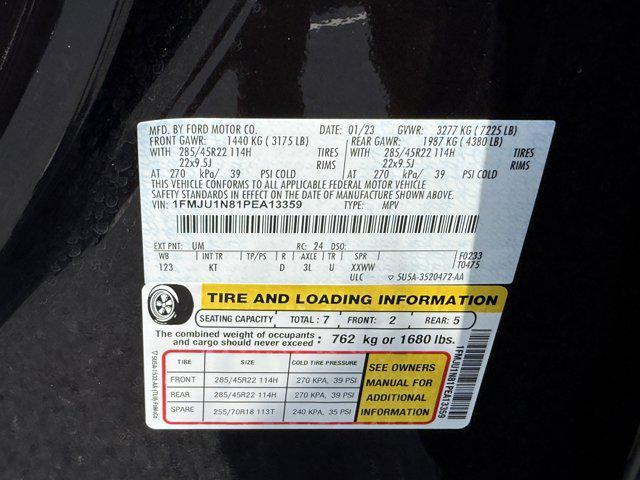 MFD. BY FORD MOTOR CO. DATE: 01/23 GVWR: 3277 KG (7225 LB)
FRONT GAWR: 1440 KG (3175 LB) REAR GAWR: 1987 KG (4380 LB)
WITH 285/45R22 114H TIRES WITH 285/45R22 114H TIRES
22x9.5J RIMS 22x9.5J RIMS
AT 270 kPa/ 39 PSI COLD AT 270 kPa/ 39 PSI COLD
THIS VEHICLE CONFORMS TO ALL APPLICABLE FEDERAL MOTOR VEHICLE
SAFETY STANDARDS IN EFFECT ON THE DATE OF MANUFACTURE SHOWN ABOVE.
VIN: 1FMJU1N81PEA13359 TYPE: MPV
EXT PNT: UM RC: 24 DSO:
WB INT TR TP/PS R AXLE TR SPR F0233
123 KT D 3L U XXWW T0475
ULC 5U5A-3520472-AA
TIRE AND LOADING INFORMATION
SEATING CAPACITY TOTAL: 7 FRONT: 2 REAR: 5
The combined weight of occupants
and cargo should never exceed: 762 kg or 1680 lbs.
TIRE SIZE COLD TIRE PRESSURE
FRONT 285/45R22 114H 270 KPA, 39 PSI
REAR 285/45R22 114H 270 KPA, 39 PSI
SPARE 255/70R18 113T 240 KPA, 35 PSI
SEE OWNERS
MANUAL FOR
ADDITIONAL
INFORMATION
1FMJU1N81PEA13359